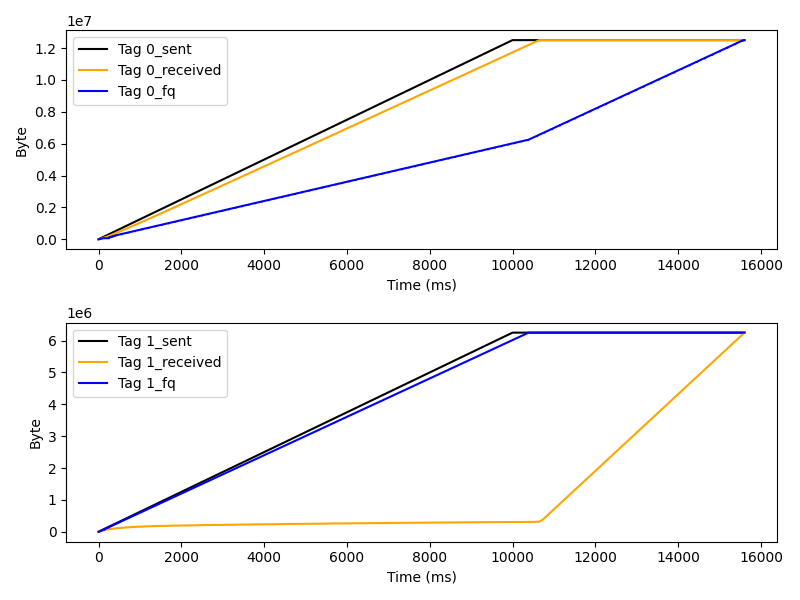 1e7
Tag 0_sent
Tag 0_received
Tag 0_fq
Byte
1.2
1.0
0.8
0.6
0.4
0.2
0.0
0 2000 4000 6000 8000 10000 12000 14000 16000
Time (ms)
1e6
Tag 1_sent
Tag 1_received
Tag 1_fq
Byte
6
5
4
3
2
1
0
0 2000 4000 6000 8000 10000 12000 14000 16000
Time (ms)